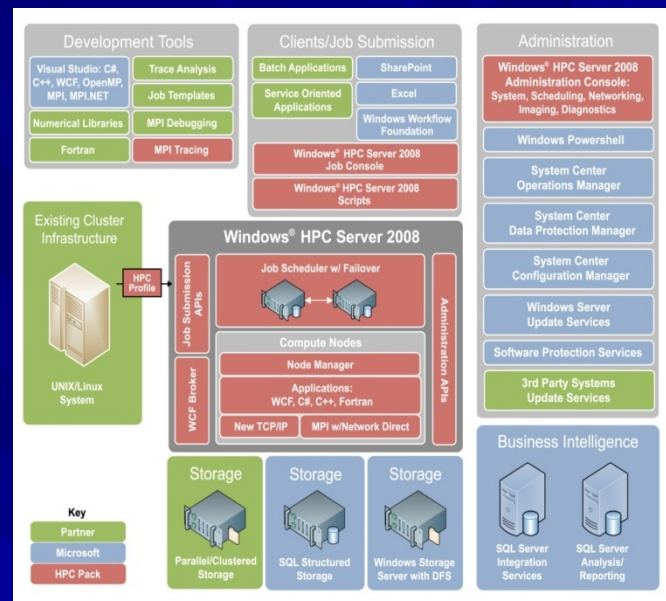 Development Tools
Visual Studio: C#,
C++, WCF, OpenMP,
MPI, MPI.NET
Trace Analysis
Job Templates
Numerical Libraries
MPI Debugging
Fortran
MPI Tracing
Clients/Job Submission
Batch Applications
SharePoint
Service Oriented
Applications
Excel
Windows Workflow
Foundation
Windows® HPC Server 2008
Job Console
Windows® HPC Server 2008
Scripts
Administration
Windows® HPC Server 2008
Administration Console:
System, Scheduling, Networking,
Imaging, Diagnostics
Windows Powershell
System Center
Operations Manager
System Center
Data Protection Manager
System Center
Configuration Manager
Windows Server
Update Services
Software Protection Services
3rd Party Systems
Update Services
Existing Cluster
Infrastructure
UNIX/Linux
System
HPC
Profile
Windows® HPC Server 2008
Job Submission
APIs
WCF Broker
Job Scheduler w/ Failover
Compute Nodes
Node Manager
Applications:
WCF, C#, C++, Fortran
New TCP/IP
MPI w/Network Direct
Administration APIs
Storage
Parallel/Clustered
Storage
Storage
SQL Structured
Storage
Storage
Windows Storage
Server with DFS
Business Intelligence
SQL Server
Integration
Services
SQL Server
Analysis/
Reporting
Key
Partner
Microsoft
HPC Pack